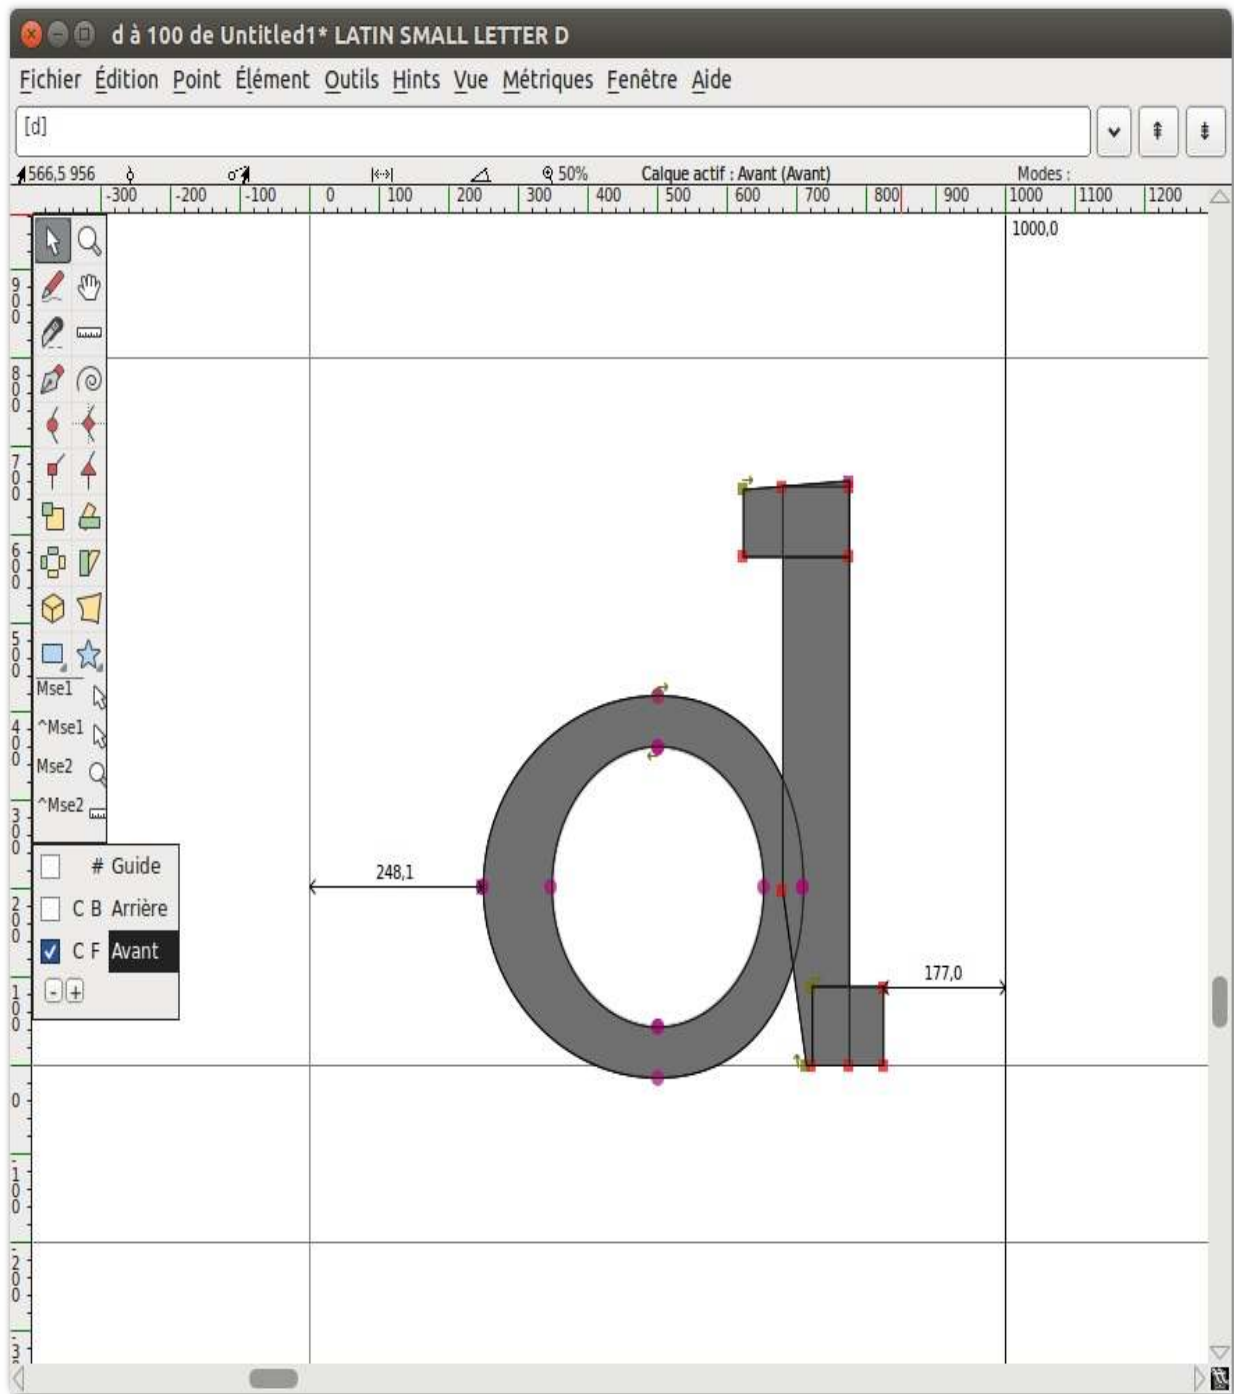 d à 100 de Untitled1* LATIN SMALL LETTER D
Fichier Édition Point Élément Outils Hints Vue Métriques Fenêtre Aide
[d]
566,5 956 50% Calque actif : Avant (Avant) Modes :
-300 -200 -100 0 100 200 300 400 500 600 700 800 900 1000 1100 1200
1000,0
900
800
700
600
500
400
300
200
100
0
-100
-200
-3
Mse1
^Mse1
Mse2
^Mse2
# Guide
C B Arrière
C F Avant
- +
248,1
177,0